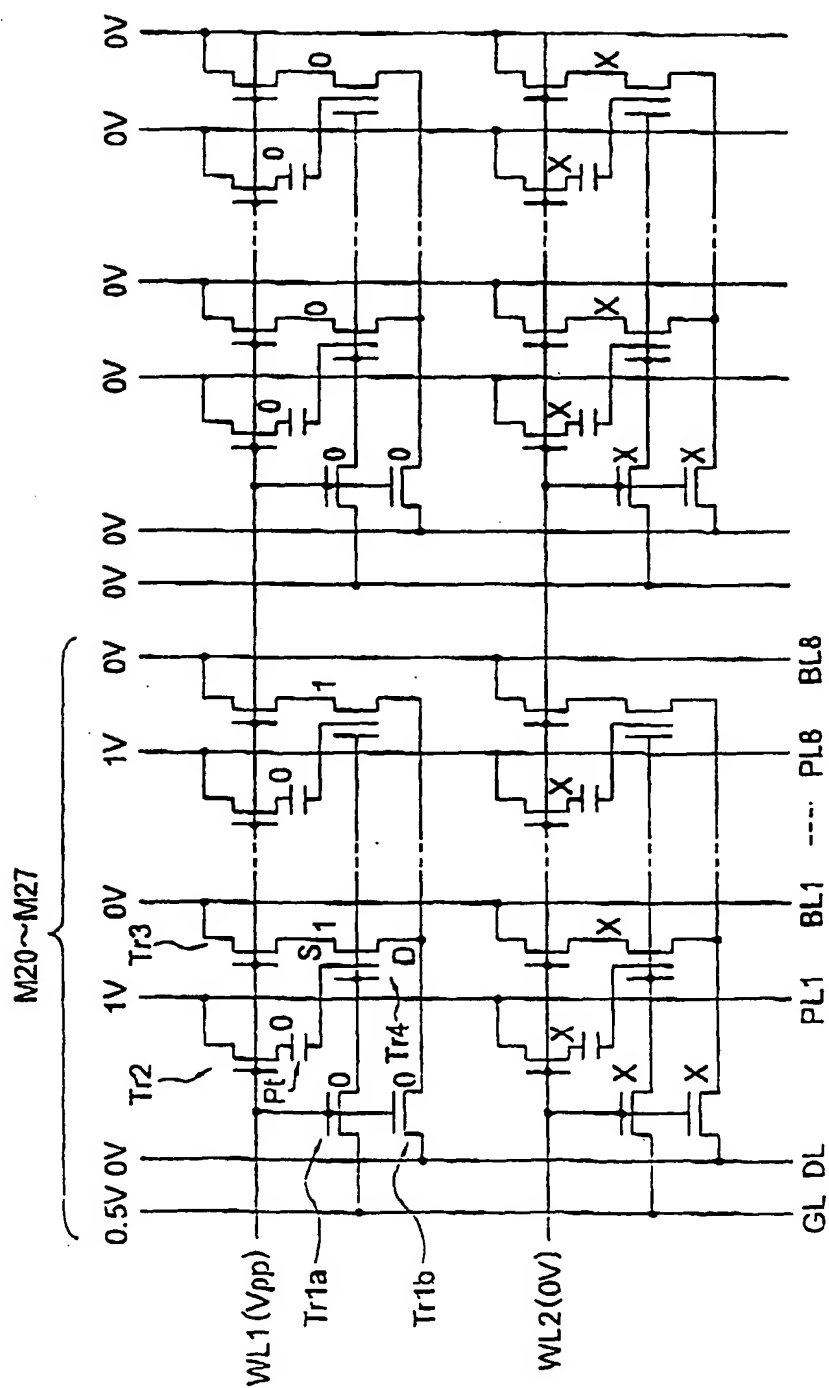 M20~M27
0.5V 0V 1V 0V 1V 0V 0V 0V 0V 0V 0V 0V
Tr2 Tr3
WL1 (Vpp)
Pt 0 S 1 0 1 0 0 0 0
Tr1a 0 Tr4 D 0
Tr1b 0 0
WL2 (0V)
X X X X X X X
X X
X X
GL DL PL1 BL1 ---- PL8 BL8